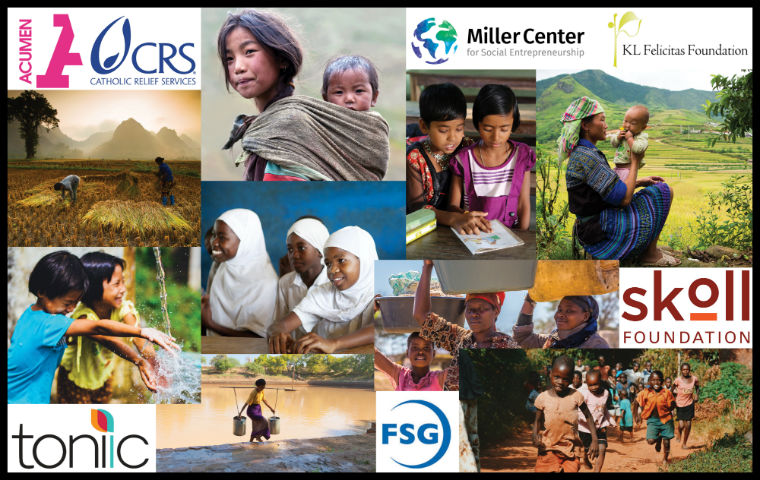 ACUMEN
CRS
CATHOLIC RELIEF SERVICES
Miller Center
for Social Entrepreneurship
KL Felicitas Foundation
skoll
FOUNDATION
toniic
FSG